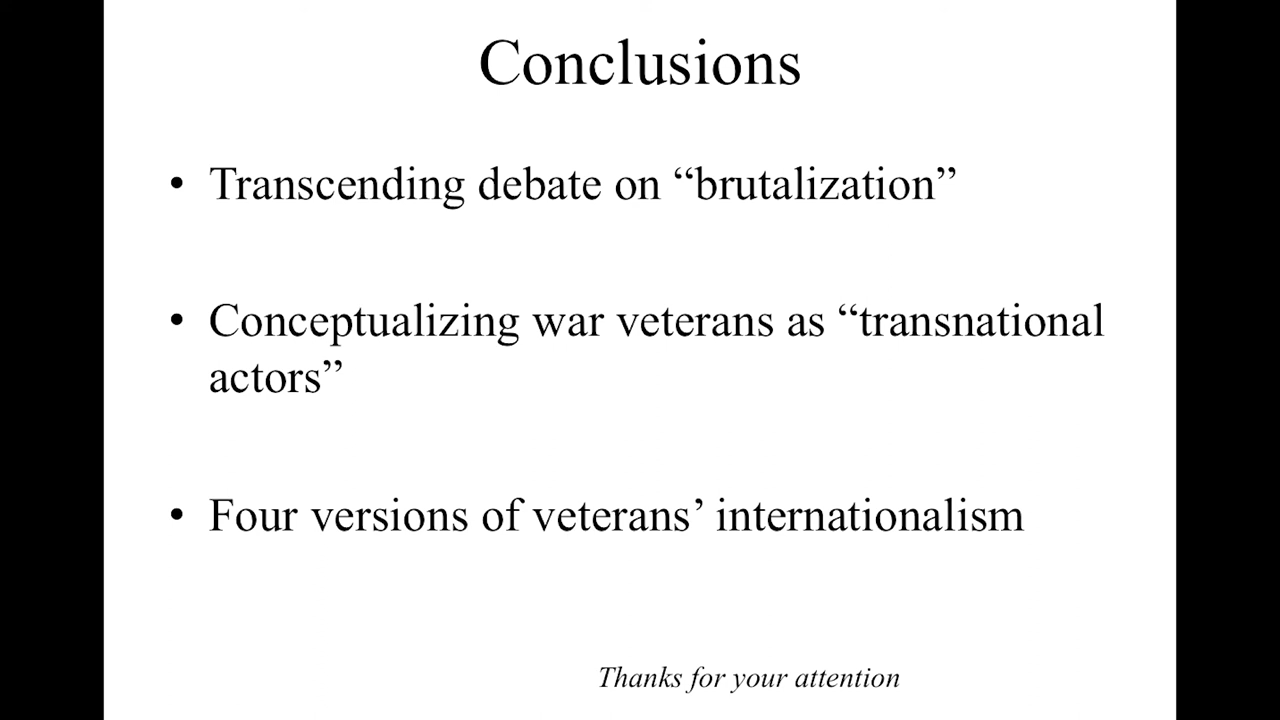 Conclusions
• Transcending debate on “brutalization”
• Conceptualizing war veterans as “transnational
actors”
• Four versions of veterans’ internationalism
Thanks for your attention